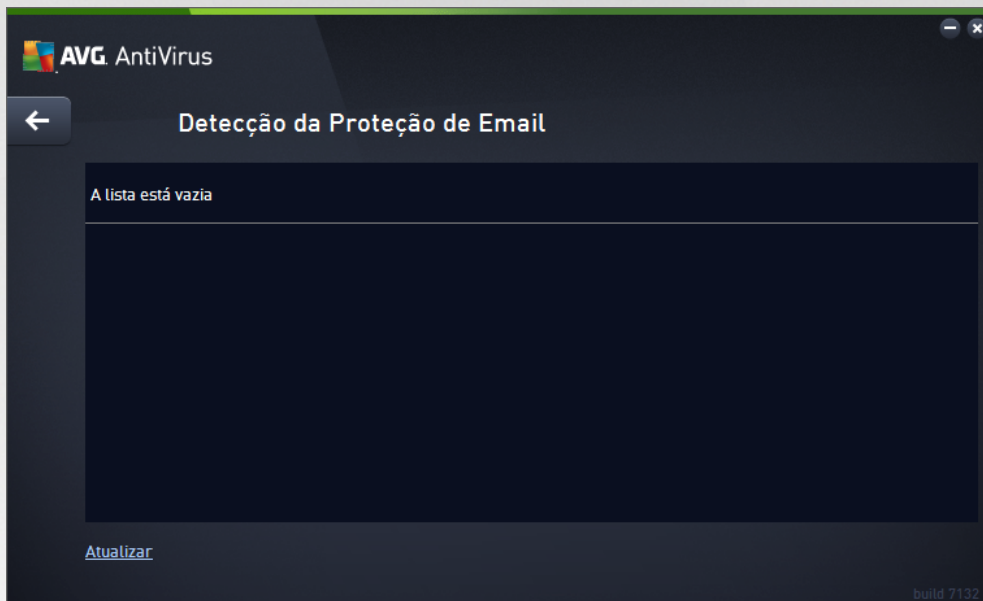 AVG. AntiVirus
Detecção da Proteção de Email
A lista está vazia
Atualizar
build 7132